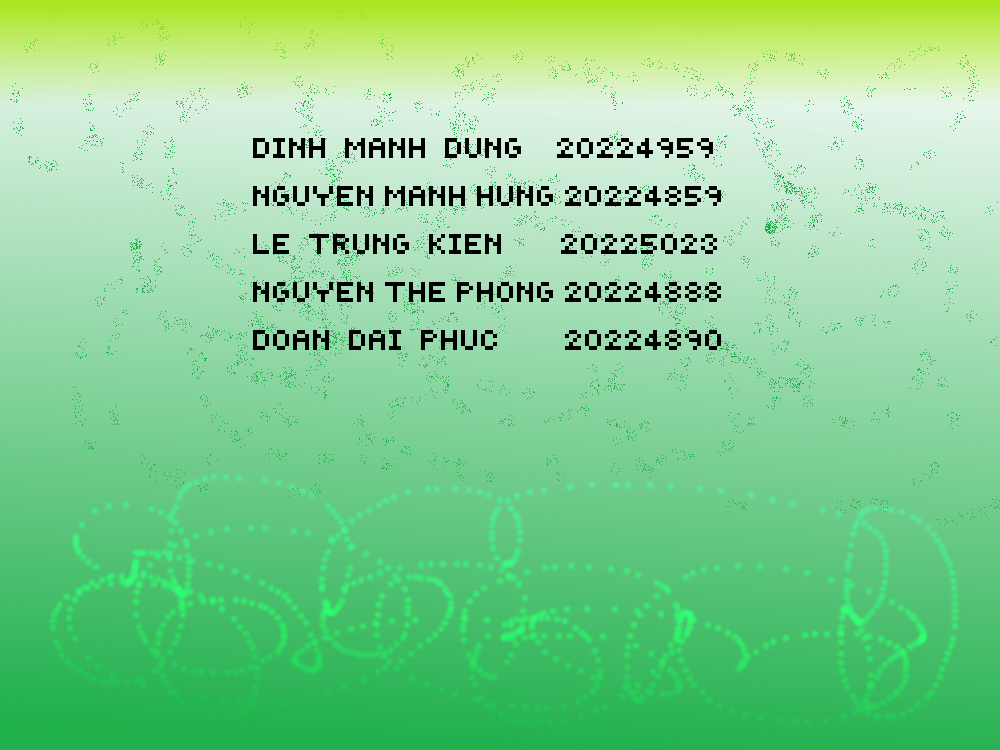 DINH MANH DUNG 20224959
NGUYEN MANH HUNG 20224859
LE TRUNG KIEN 20225023
NGUYEN THE PHONG 20224888
DOAN DAI PHUC 20224890